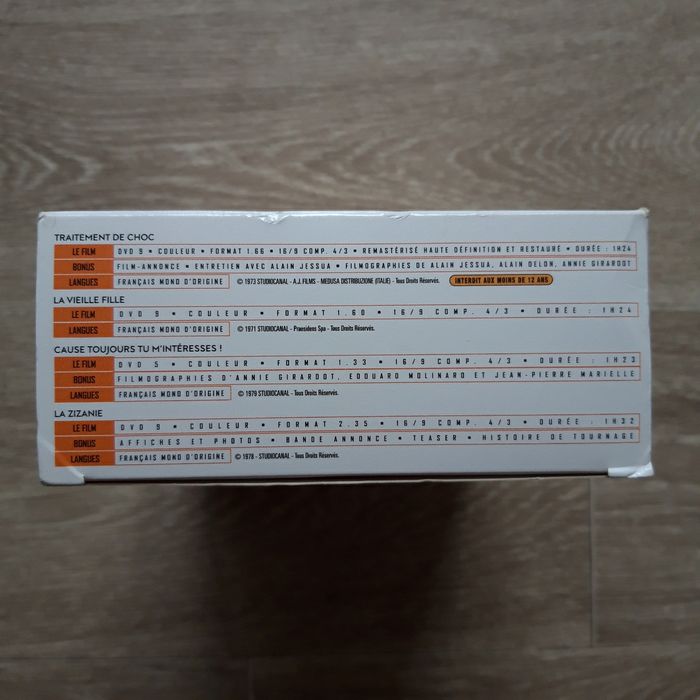 TRAITEMENT DE CHOC
LE FILM DVD 9 • COULEUR • FORMAT 1.66 • 16/9 COMP. 4/3 • REMASTÉRISÉ HAUTE DÉFINITION ET RESTAURÉ • DURÉE : 1H24
BONUS FILM-ANNONCE • ENTRETIEN AVEC ALAIN JESSUA • FILMOGRAPHIES DE ALAIN JESSUA, ALAIN DELON, ANNIE GIRARDOT
LANGUES FRANÇAIS MONO D'ORIGINE © 1973 STUDIOCANAL - A.J. FILMS - MEDUSA DISTRIBUZIONE (ITALIE) - Tous Droits Réservés. INTERDIT AUX MOINS DE 12 ANS
LA VIEILLE FILLE
LE FILM DVD 9 • COULEUR • FORMAT 1.60 • 16/9 COMP. 4/3 • DURÉE : 1H24
LANGUES FRANÇAIS MONO D'ORIGINE © 1971 STUDIOCANAL - Praesidens Spa - Tous Droits Réservés.
CAUSE TOUJOURS TU M'INTÉRESSES !
LE FILM DVD 5 • COULEUR • FORMAT 1.33 • 16/9 COMP. 4/3 • DURÉE : 1H23
BONUS FILMOGRAPHIES D'ANNIE GIRARDOT, EDOUARD MOLINARO ET JEAN-PIERRE MARIELLE
LANGUES FRANÇAIS MONO D'ORIGINE © 1979 STUDIOCANAL - Tous Droits Réservés.
LA ZIZANIE
LE FILM DVD 9 • COULEUR • FORMAT 2.35 • 16/9 COMP. 4/3 • DURÉE : 1H32
BONUS AFFICHES ET PHOTOS • BANDE ANNONCE • TEASER • HISTOIRE DE TOURNAGE
LANGUES FRANÇAIS MONO D'ORIGINE © 1978 - STUDIOCANAL - Tous Droits Réservés.